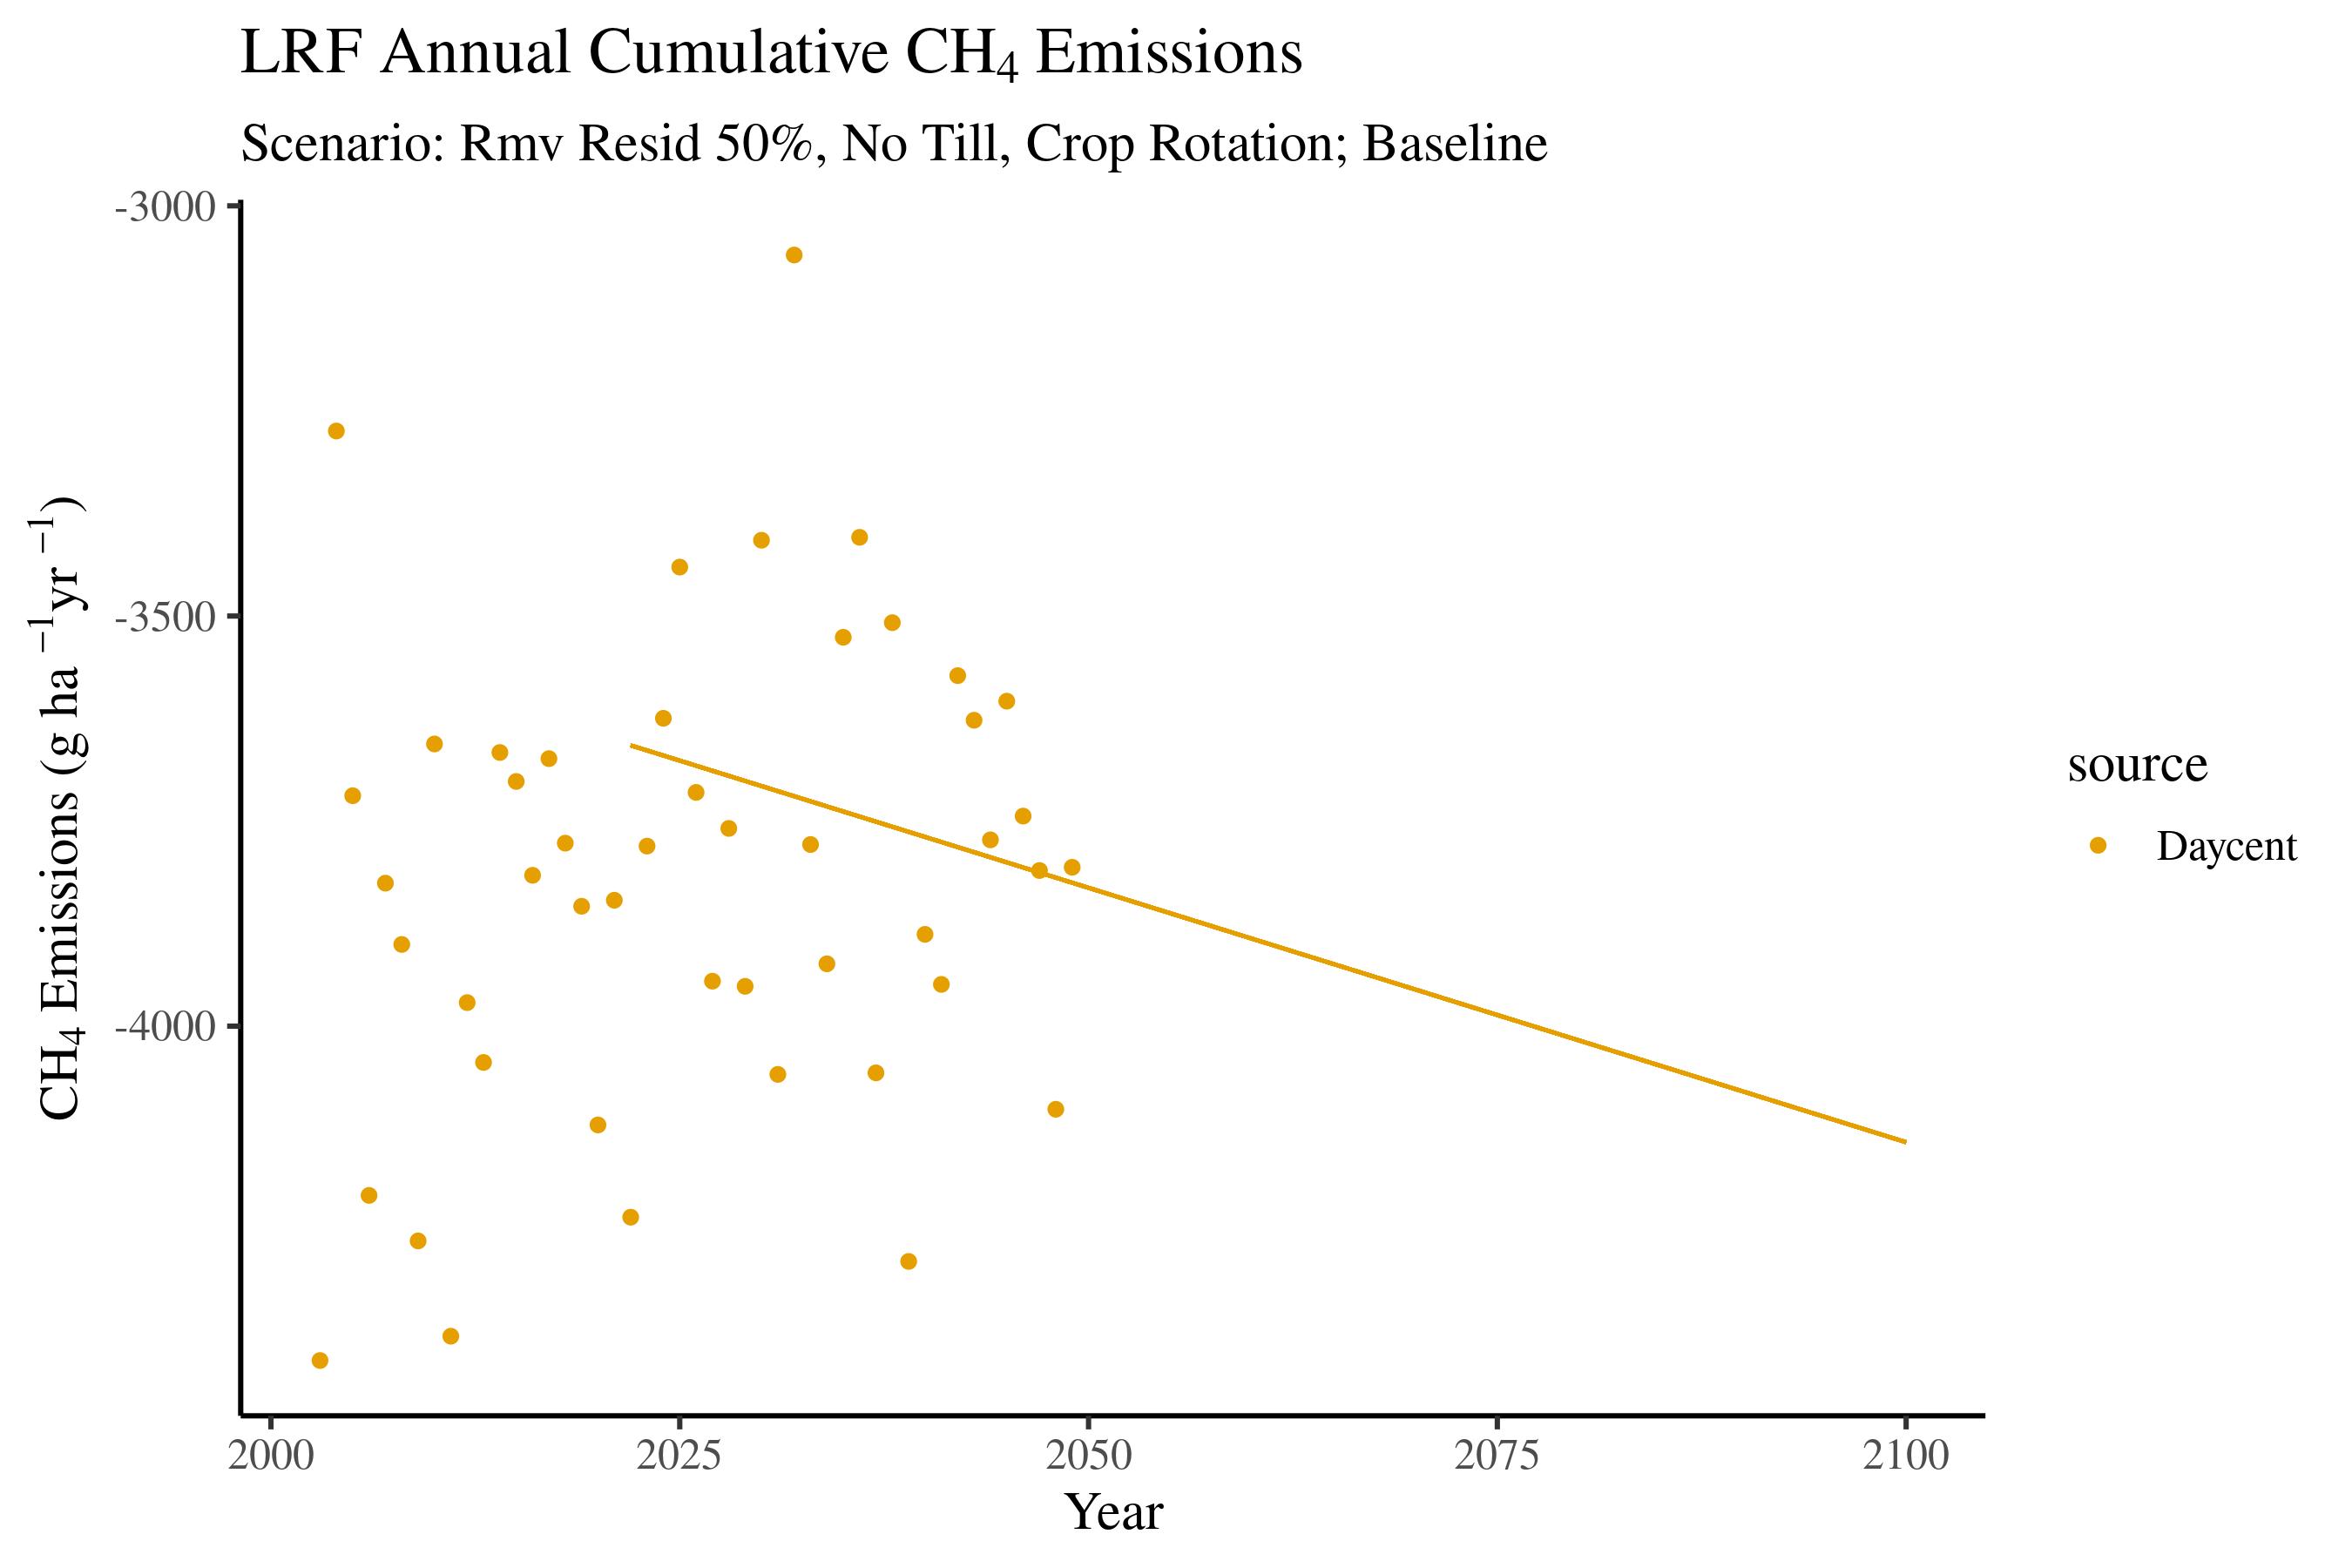 LRF Annual Cumulative CH₄ Emissions
Scenario: Rmv Resid 50%, No Till, Crop Rotation; Baseline
CH₄ Emissions (g ha⁻¹yr⁻¹)
-3000
-3500
-4000
2000 2025 2050 2075 2100
Year
source
Daycent